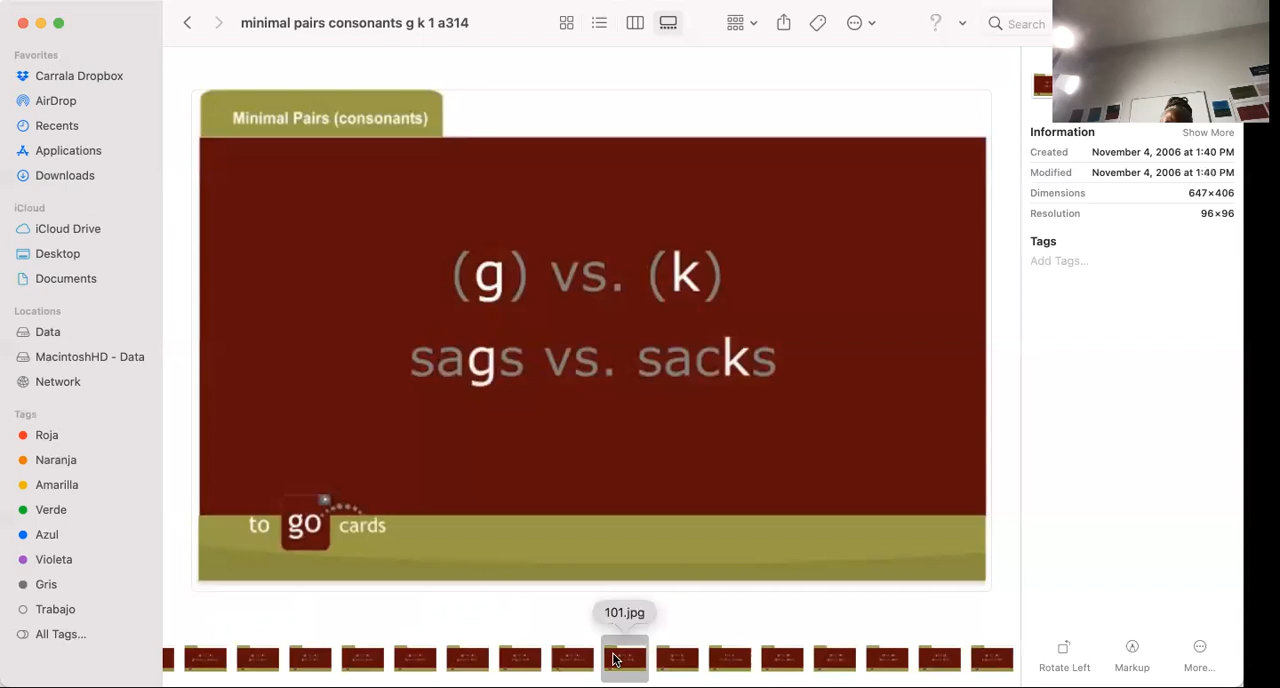 minimal pairs consonants g k 1 a314
Search
Favorites
Carrala Dropbox
AirDrop
Recents
Applications
Downloads
iCloud
iCloud Drive
Desktop
Documents
Locations
Data
MacintoshHD - Data
Network
Tags
Roja
Naranja
Amarilla
Verde
Azul
Violeta
Gris
Trabajo
All Tags...
Minimal Pairs (consonants)
(g) vs. (k)
sags vs. sacks
to go cards
101.jpg
Information Show More
Created November 4, 2006 at 1:40 PM
Modified November 4, 2006 at 1:40 PM
Dimensions 647×406
Resolution 96×96
Tags
Add Tags...
Rotate Left Markup More...